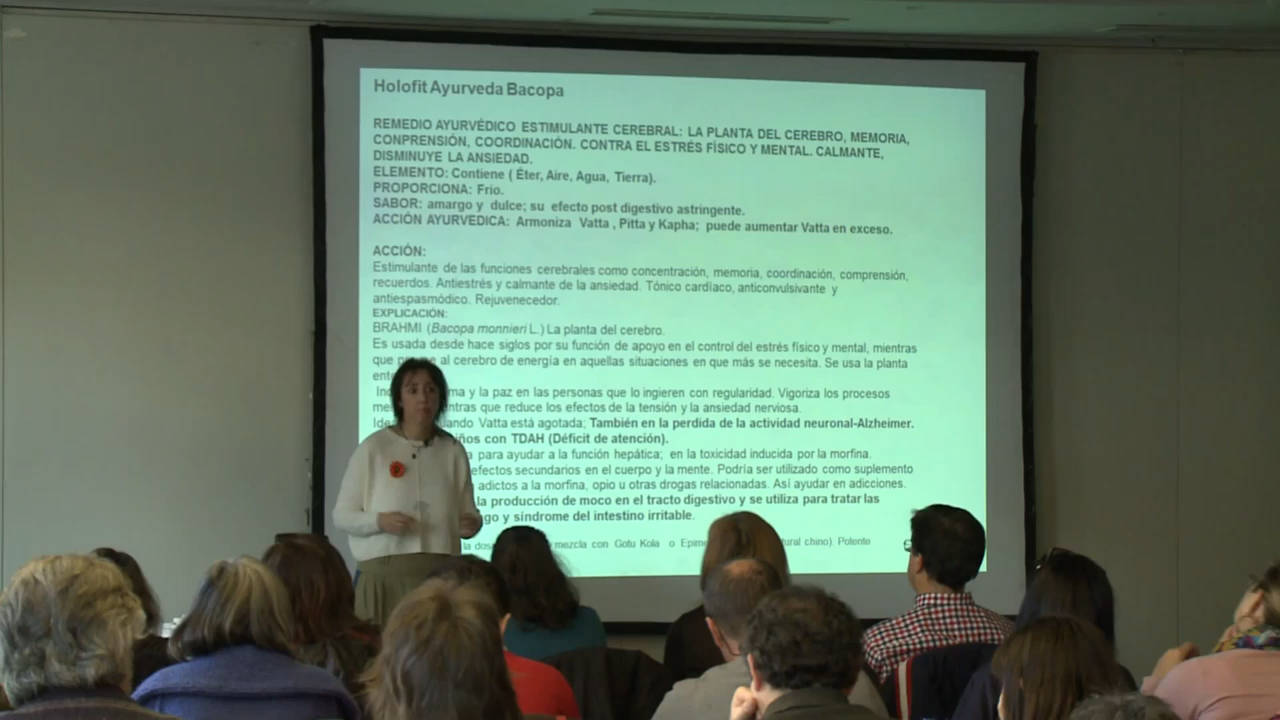 Holofit Ayurveda Bacopa
REMEDIO AYURVÉDICO ESTIMULANTE CEREBRAL: LA PLANTA DEL CEREBRO, MEMORIA,
CONPRENSIÓN, COORDINACIÓN. CONTRA EL ESTRÉS FÍSICO Y MENTAL. CALMANTE,
DISMINUYE LA ANSIEDAD.
ELEMENTO: Contiene ( Éter, Aire, Agua, Tierra).
PROPORCIONA: Frio.
SABOR: amargo y dulce; su efecto post digestivo astringente.
ACCIÓN AYURVEDICA: Armoniza Vatta , Pitta y Kapha; puede aumentar Vatta en exceso.
ACCIÓN:
Estimulante de las funciones cerebrales como concentración, memoria, coordinación, comprensión,
recuerdos. Antiestrés y calmante de la ansiedad. Tónico cardíaco, anticonvulsivante y
antiespasmódico. Rejuvenecedor.
EXPLICACIÓN:
BRAHMI (Bacopa monnieri L.) La planta del cerebro.
Es usada desde hace siglos por su función de apoyo en el control del estrés físico y mental, mientras
que al cerebro de energía en aquellas situaciones en que más se necesita. Se usa la planta
y la paz en las personas que lo ingieren con regularidad. Vigoriza los procesos
que reduce los efectos de la tensión y la ansiedad nerviosa.
Vatta está agotada; También en la perdida de la actividad neuronal-Alzheimer.
con TDAH (Déficit de atención).
para ayudar a la función hepática; en la toxicidad inducida por la morfina.
efectos secundarios en el cuerpo y la mente. Podría ser utilizado como suplemento
adictos a la morfina, opio u otras drogas relacionadas. Así ayudar en adicciones.
la producción de moco en el tracto digestivo y se utiliza para tratar las
y síndrome del intestino irritable.
la mezcla con Gotu Kola o chino). Potente